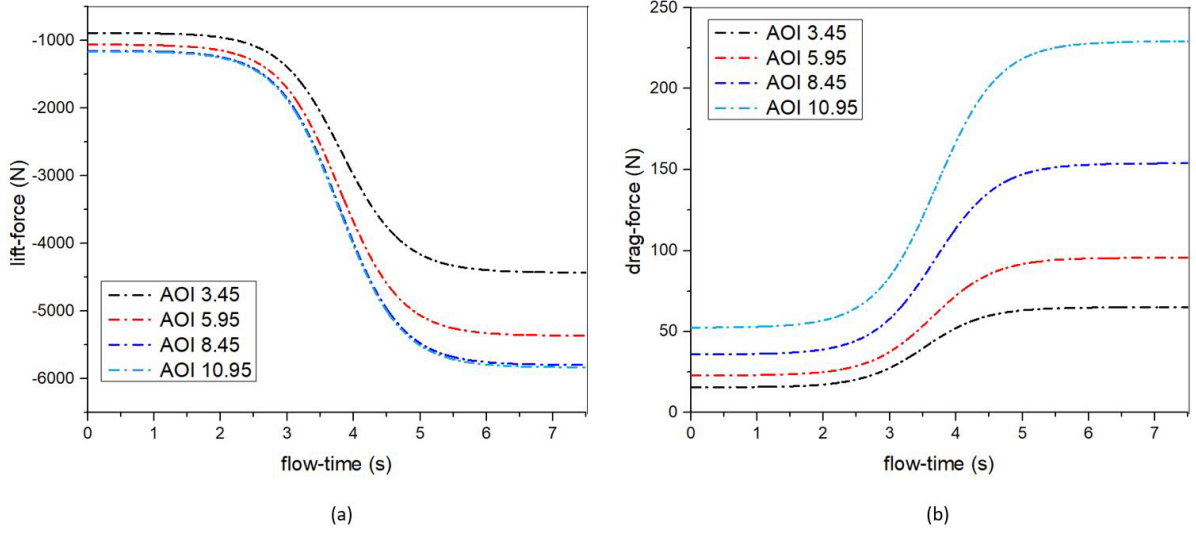 -1000
-2000
-3000
-4000
-5000
-6000
lift-force (N)
AOI 3.45
AOI 5.95
AOI 8.45
AOI 10.95
0 1 2 3 4 5 6 7
flow-time (s)
(a)
250
200
150
100
50
0
drag-force (N)
AOI 3.45
AOI 5.95
AOI 8.45
AOI 10.95
0 1 2 3 4 5 6 7
flow-time (s)
(b)